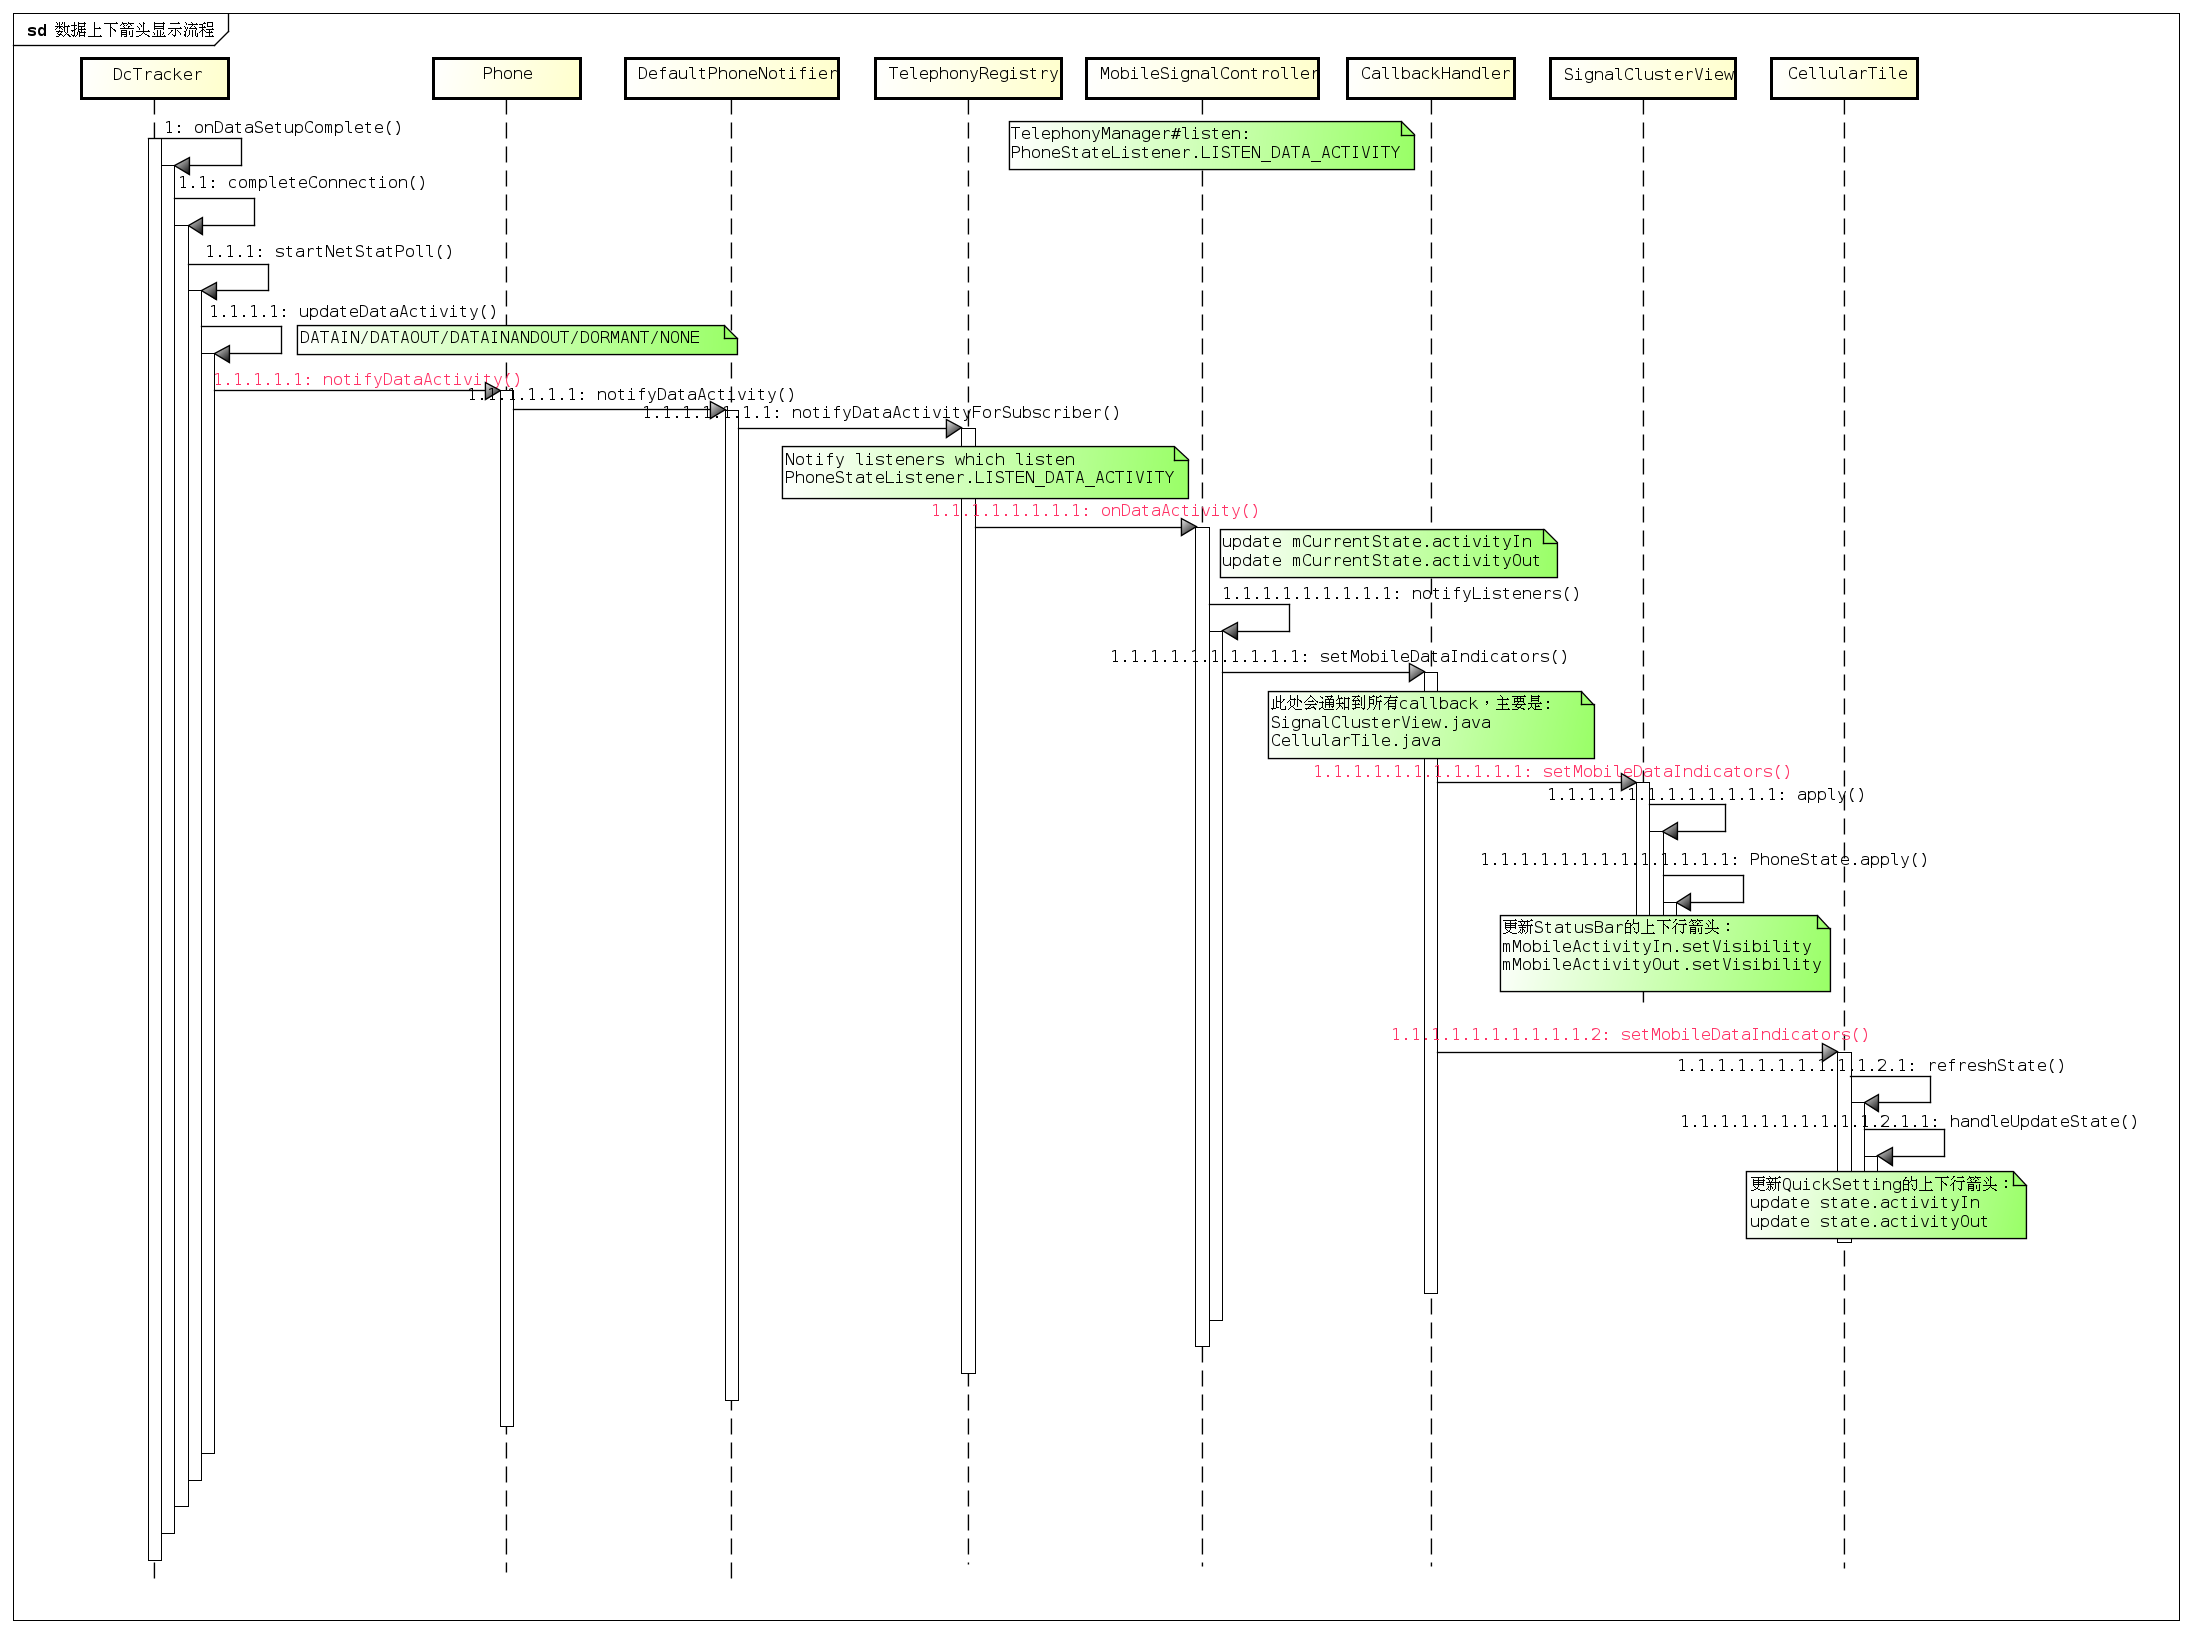 sd 数据上下箭头显示流程
DcTracker
Phone
DefaultPhoneNotifier
TelephonyRegistry
MobileSignalController
CallbackHandler
SignalClusterView
CellularTile
1: onDataSetupComplete()
TelephonyManager#listen:
PhoneStateListener.LISTEN_DATA_ACTIVITY
1.1: completeConnection()
1.1.1: startNetStatPoll()
1.1.1.1: updateDataActivity()
DATAIN/DATAOUT/DATAINANDOUT/DORMANT/NONE
1.1.1.1.1: notifyDataActivity()
1.1.1.1.1.1: notifyDataActivity()
1.1.1.1.1.1.1: notifyDataActivityForSubscriber()
Notify listeners which listen
PhoneStateListener.LISTEN_DATA_ACTIVITY
1.1.1.1.1.1.1.1: onDataActivity()
update mCurrentState.activityIn
update mCurrentState.activityOut
1.1.1.1.1.1.1.1.1: notifyListeners()
1.1.1.1.1.1.1.1.1.1: setMobileDataIndicators()
此处会通知到所有callback，主要是:
SignalClusterView.java
CellularTile.java
1.1.1.1.1.1.1.1.1.1.1: setMobileDataIndicators()
1.1.1.1.1.1.1.1.1.1.1.1: apply()
1.1.1.1.1.1.1.1.1.1.1.1.1: PhoneState.apply()
更新StatusBar的上下行箭头：
mMobileActivityIn.setVisibility
mMobileActivityOut.setVisibility
1.1.1.1.1.1.1.1.1.1.2: setMobileDataIndicators()
1.1.1.1.1.1.1.1.1.1.2.1: refreshState()
1.1.1.1.1.1.1.1.1.1.2.1.1: handleUpdateState()
更新QuickSetting的上下行箭头：
update state.activityIn
update state.activityOut